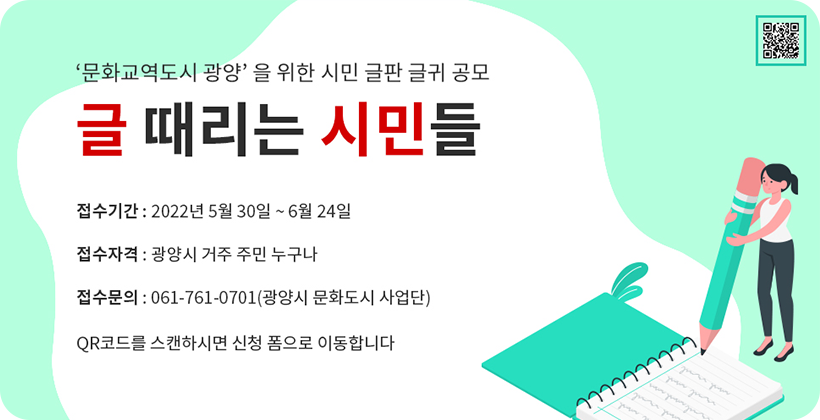 ‘문화교역도시 광양’ 을 위한 시민 글판 글귀 공모
글 때리는 시민들
접수기간 : 2022년 5월 30일 ~ 6월 24일
접수자격 : 광양시 거주 주민 누구나
접수문의 : 061-761-0701(광양시 문화도시 사업단)
QR코드를 스캔하시면 신청 폼으로 이동합니다